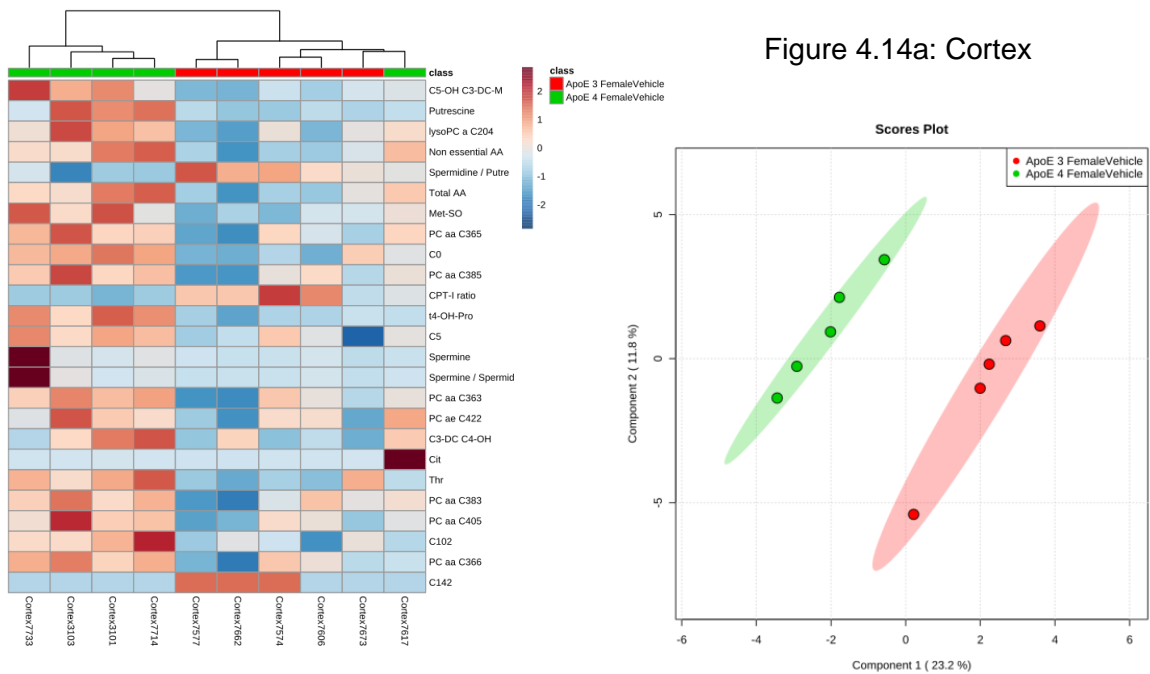 Figure 4.14a: Cortex
class
C5-OH C3-DC-M
Putrescine
lysoPC a C204
Non essential AA
Spermidine / Putre
Total AA
Met-SO
PC aa C365
C0
PC aa C385
CPT-I ratio
t4-OH-Pro
C5
Spermine
Spermine / Spermid
PC aa C363
PC ae C422
C3-DC C4-OH
Cit
Thr
PC aa C383
PC aa C405
C102
PC aa C366
C142
Cortex7733
Cortex3103
Cortex3101
Cortex7714
Cortex7577
Cortex7662
Cortex7574
Cortex7606
Cortex7673
Cortex7617
2
1
0
-1
-2
class
ApoE 3 FemaleVehicle
ApoE 4 FemaleVehicle
Scores Plot
ApoE 3 FemaleVehicle
ApoE 4 FemaleVehicle
Component 2 ( 11.8 %)
5
0
-5
-6
-4
-2
0
2
4
6
Component 1 ( 23.2 %)